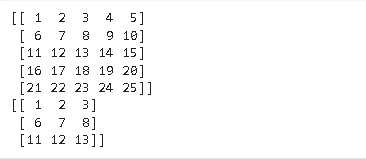 [[ 1  2  3  4  5]
 [ 6  7  8  9 10]
 [11 12 13 14 15]
 [16 17 18 19 20]
 [21 22 23 24 25]]
[[ 1  2  3]
 [ 6  7  8]
 [11 12 13]]